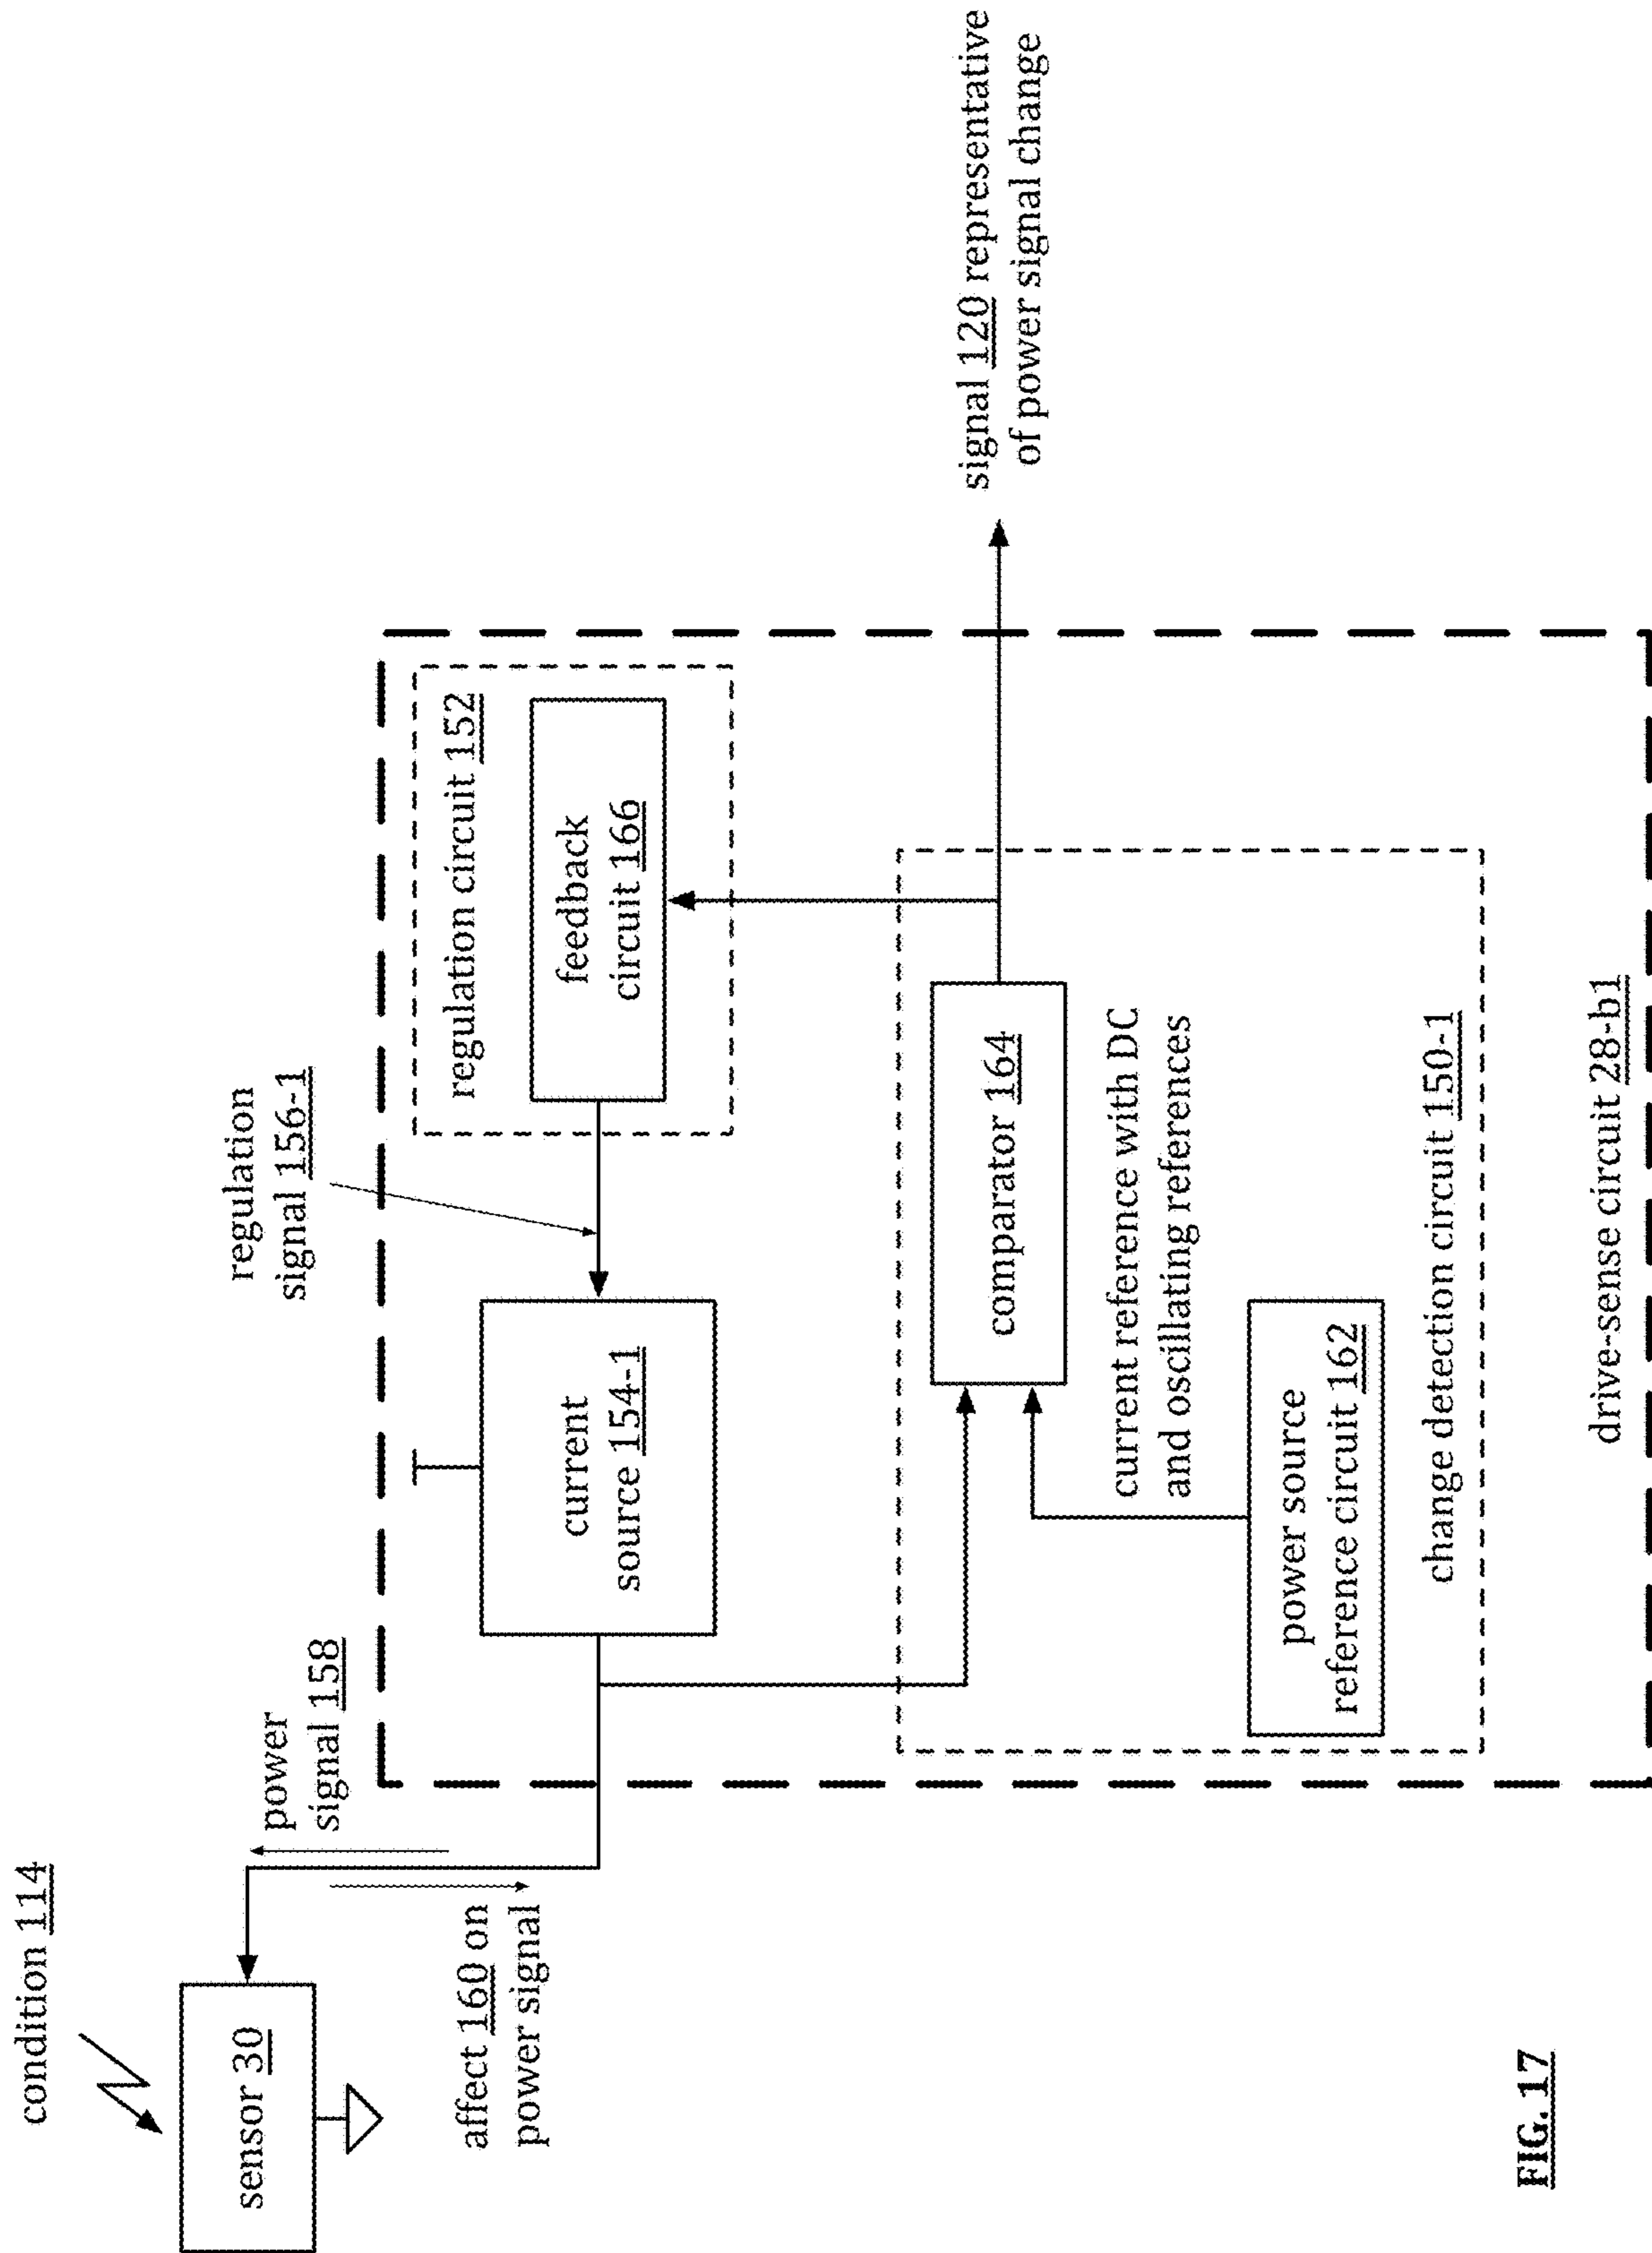 condition 114
sensor 30
affect 160 on
power signal
power
signal 158
regulation
signal 156-1
current
source 154-1
regulation circuit 152
feedback
circuit 166
comparator 164
current reference with DC
and oscillating references
power source
reference circuit 162
change detection circuit 150-1
drive-sense circuit 28-b1
signal 120 representative
of power signal change
FIG. 17